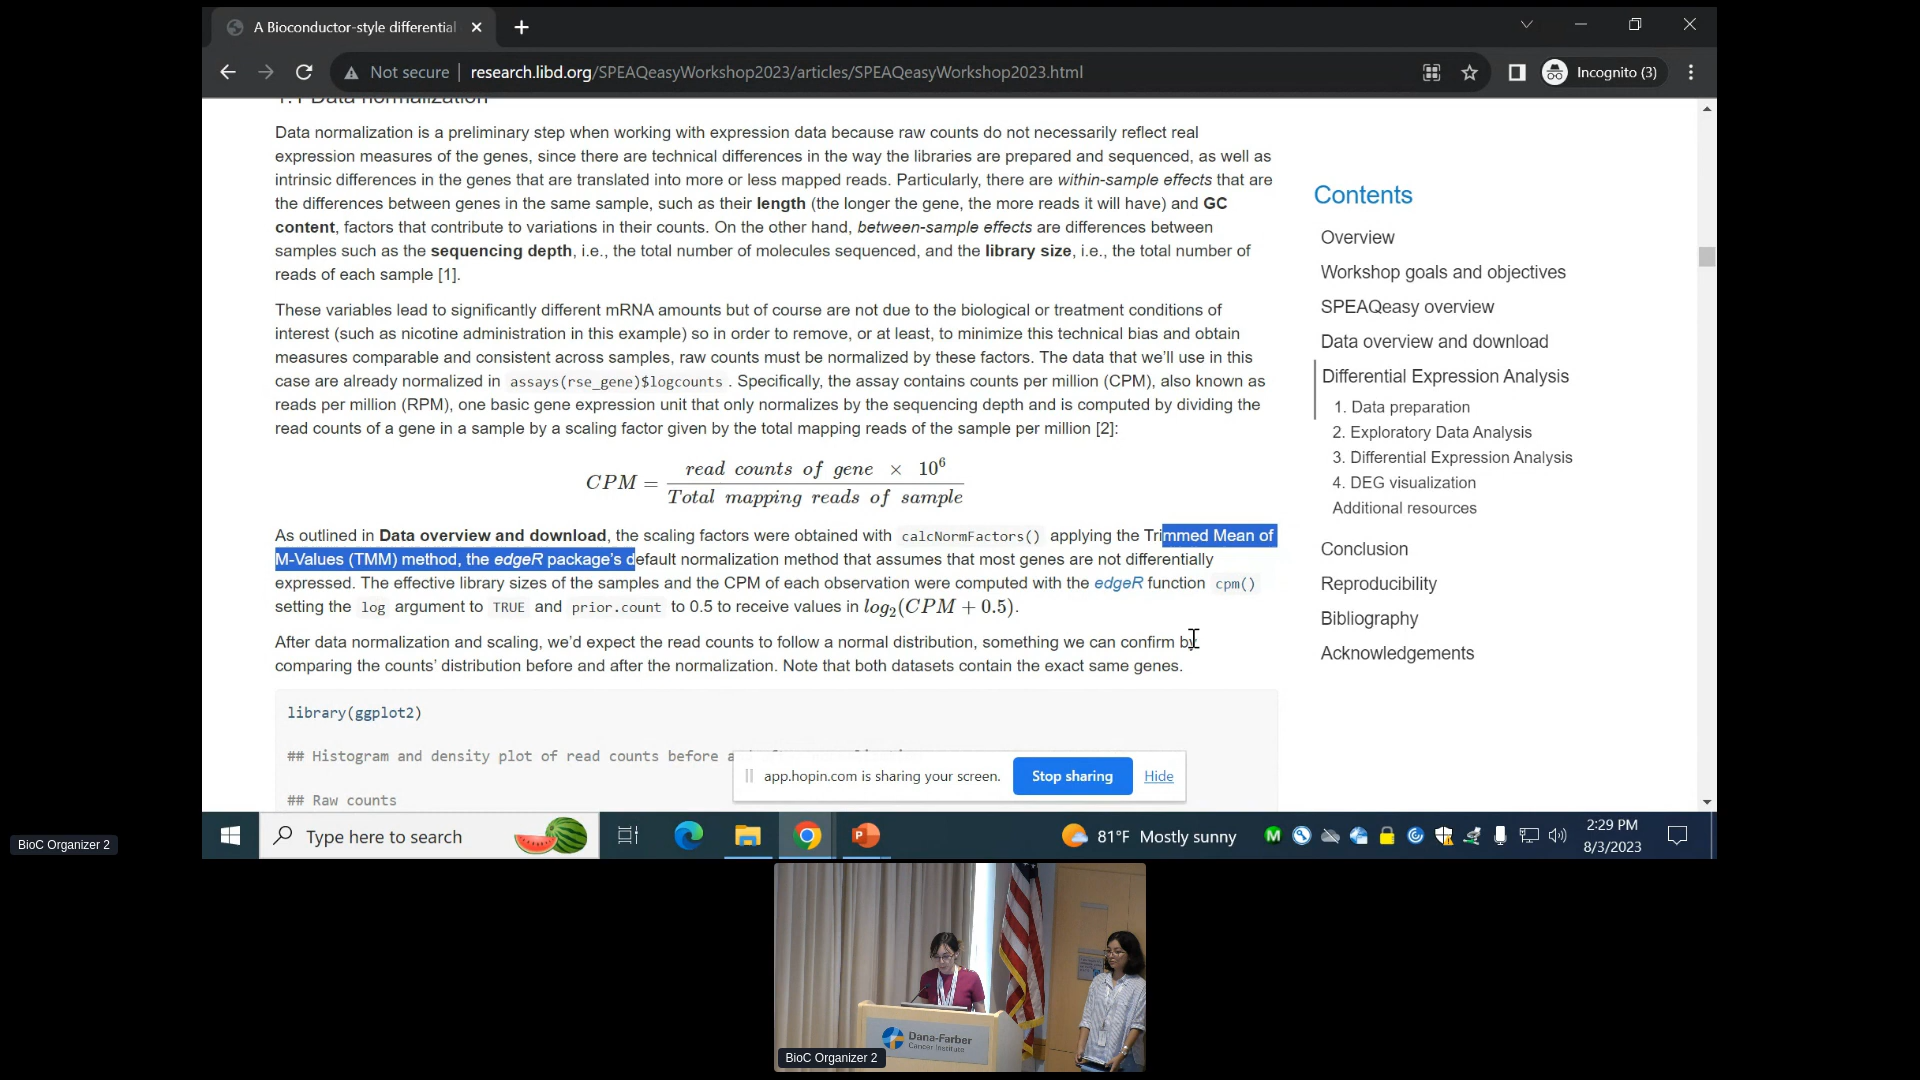 A Bioconductor-style differential
Not secure
research.libd.org/SPEAQeasyWorkshop2023/articles/SPEAQeasyWorkshop2023.html
Incognito (3)
1.1 Data normalization
Data normalization is a preliminary step when working with expression data because raw counts do not necessarily reflect real
expression measures of the genes, since there are technical differences in the way the libraries are prepared and sequenced, as well as
intrinsic differences in the genes that are translated into more or less mapped reads. Particularly, there are within-sample effects that are
the differences between genes in the same sample, such as their length (the longer the gene, the more reads it will have) and GC
content, factors that contribute to variations in their counts. On the other hand, between-sample effects are differences between
samples such as the sequencing depth, i.e., the total number of molecules sequenced, and the library size, i.e., the total number of
reads of each sample [1].
These variables lead to significantly different mRNA amounts but of course are not due to the biological or treatment conditions of
interest (such as nicotine administration in this example) so in order to remove, or at least, to minimize this technical bias and obtain
measures comparable and consistent across samples, raw counts must be normalized by these factors. The data that we'll use in this
case are already normalized in assays(rse_gene)$logcounts . Specifically, the assay contains counts per million (CPM), also known as
reads per million (RPM), one basic gene expression unit that only normalizes by the sequencing depth and is computed by dividing the
read counts of a gene in a sample by a scaling factor given by the total mapping reads of the sample per million [2]:
CPM = read counts of gene × 10^6
Total mapping reads of sample
As outlined in Data overview and download, the scaling factors were obtained with calcNormFactors() applying the Trimmed Mean of
M-Values (TMM) method, the edgeR package's default normalization method that assumes that most genes are not differentially
expressed. The effective library sizes of the samples and the CPM of each observation were computed with the edgeR function cpm()
setting the log argument to TRUE and prior.count to 0.5 to receive values in log2(CPM + 0.5).
After data normalization and scaling, we'd expect the read counts to follow a normal distribution, something we can confirm by
comparing the counts' distribution before and after the normalization. Note that both datasets contain the exact same genes.
library(ggplot2)
## Histogram and density plot of read counts before a
## Raw counts
Contents
Overview
Workshop goals and objectives
SPEAQeasy overview
Data overview and download
Differential Expression Analysis
1. Data preparation
2. Exploratory Data Analysis
3. Differential Expression Analysis
4. DEG visualization
Additional resources
Conclusion
Reproducibility
Bibliography
Acknowledgements
app.hopin.com is sharing your screen.
Stop sharing
Hide
Type here to search
81°F Mostly sunny
2:29 PM
8/3/2023
BioC Organizer 2
Dana-Farber
Cancer Institute
BioC Organizer 2